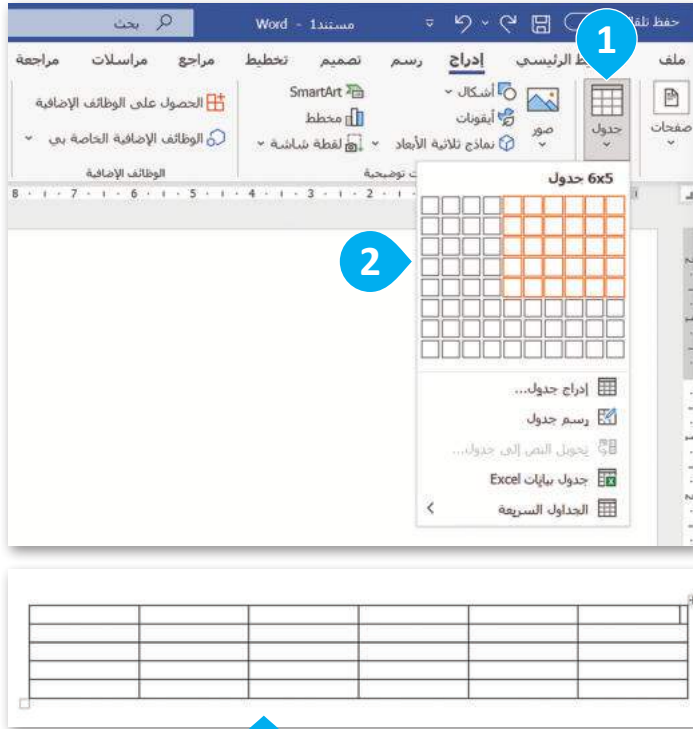 حفظ تلقا
مستند1 - Word
بحث
1
ملف
الرئيسي
إدراج
رسم
تصميم
تخطيط
مراجع
مراسلات
مراجعة
صفحات
جدول
صور
أشكال
أيقونات
نماذج ثلاثية الأبعاد
SmartArt
مخطط
لقطة شاشة
الحصول على الوظائف الإضافية
الوظائف الإضافية الخاصة بي
ت توضيحية
الوظائف الإضافية
8 7 6 5 4 3 2 1
6x5 جدول
2
إدراج جدول...
رسم جدول
تحويل النص إلى جدول...
جدول بيانات Excel
الجداول السريعة